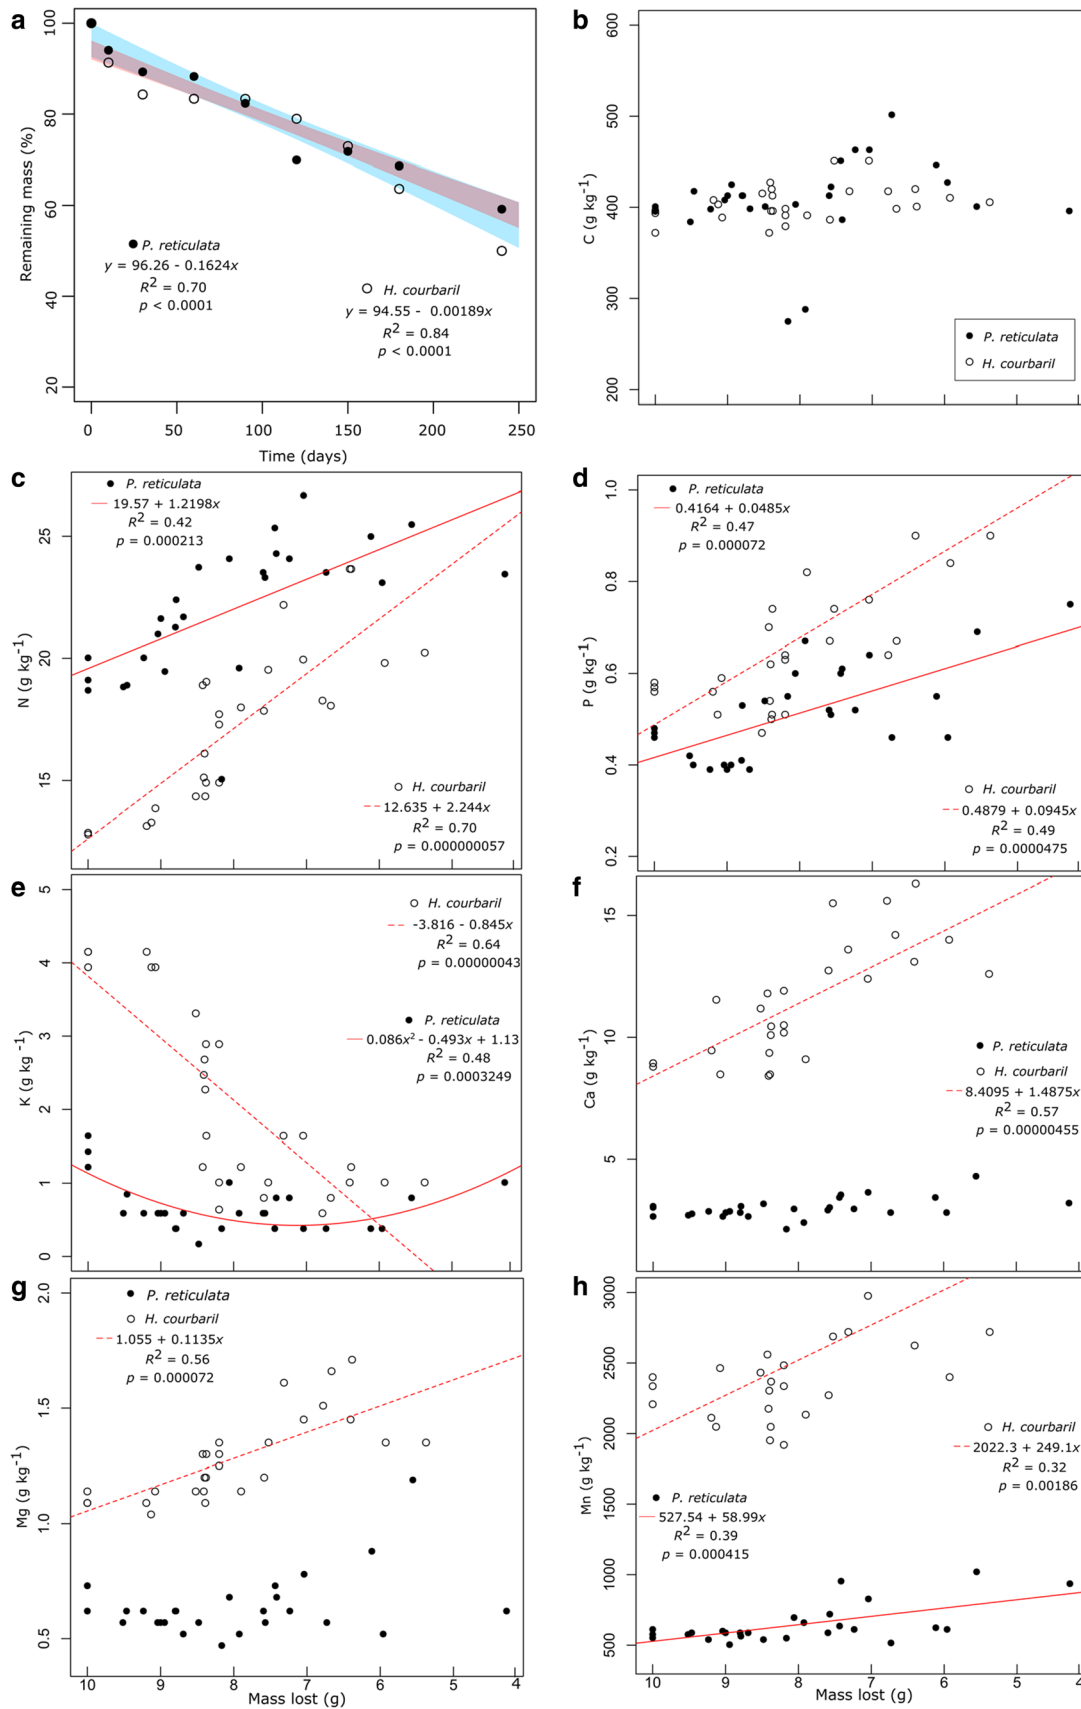 a
100
80
60
40
20
Remaining mass (%)
P. reticulata
y = 96.26 - 0.1624x
R² = 0.70
p < 0.0001
H. courbaril
y = 94.55 - 0.00189x
R² = 0.84
p < 0.0001
0 50 100 150 200 250
Time (days)
b
600
500
400
300
200
C (g kg⁻¹)
P. reticulata
H. courbaril
c
25
20
15
N (g kg⁻¹)
P. reticulata
19.57 + 1.2198x
R² = 0.42
p = 0.000213
H. courbaril
12.635 + 2.244x
R² = 0.70
p = 0.000000057
d
1.0
0.8
0.6
0.4
0.2
P (g kg⁻¹)
P. reticulata
0.4164 + 0.0485x
R² = 0.47
p = 0.000072
H. courbaril
0.4879 + 0.0945x
R² = 0.49
p = 0.0000475
e
5
4
3
2
1
0
K (g kg⁻¹)
H. courbaril
-3.816 - 0.845x
R² = 0.64
p = 0.00000043
P. reticulata
0.086x² - 0.493x + 1.13
R² = 0.48
p = 0.0003249
f
15
10
5
Ca (g kg⁻¹)
P. reticulata
H. courbaril
8.4095 + 1.4875x
R² = 0.57
p = 0.00000455
g
2.0
1.5
1.0
0.5
Mg (g kg⁻¹)
P. reticulata
H. courbaril
1.055 + 0.1135x
R² = 0.56
p = 0.000072
10 9 8 7 6 5 4
Mass lost (g)
h
3000
2500
2000
1500
1000
500
Mn (g kg⁻¹)
H. courbaril
2022.3 + 249.1x
R² = 0.32
p = 0.00186
P. reticulata
527.54 + 58.99x
R² = 0.39
p = 0.000415
10 9 8 7 6 5 4
Mass lost (g)